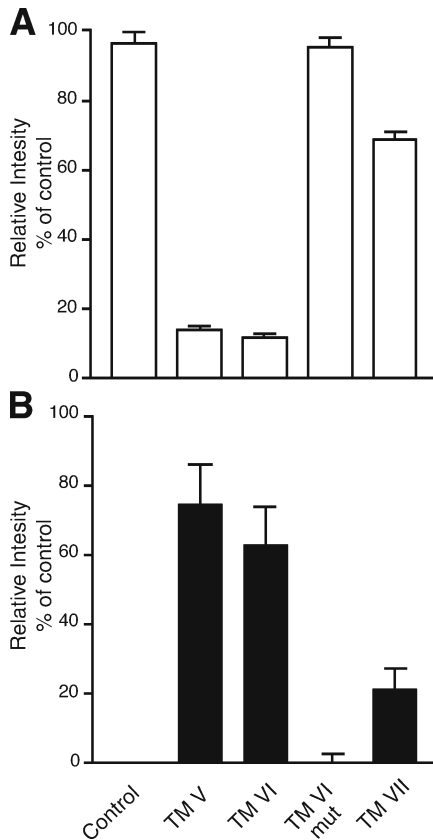 A
Relative Intesity
% of control
100
80
60
40
20
0
B
Relative Intesity
% of control
100
80
60
40
20
0
Control
TM V
TM VI
TM VI
mut
TM VII